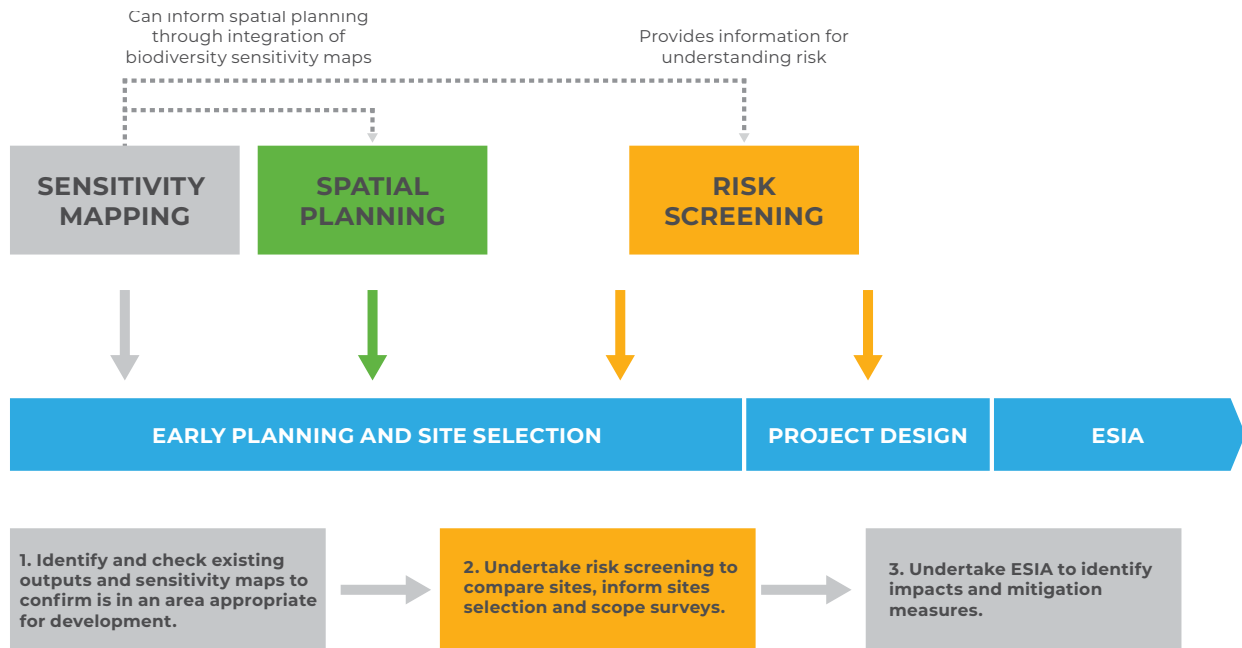 Can inform spatial planning
through integration of
biodiversity sensitivity maps
Provides information for
understanding risk
SENSITIVITY
MAPPING
SPATIAL
PLANNING
RISK
SCREENING
EARLY PLANNING AND SITE SELECTION
PROJECT DESIGN
ESIA
1. Identify and check existing
outputs and sensitivity maps to
confirm is in an area appropriate
for development.
2. Undertake risk screening to
compare sites, inform sites
selection and scope surveys.
3. Undertake ESIA to identify
impacts and mitigation
measures.